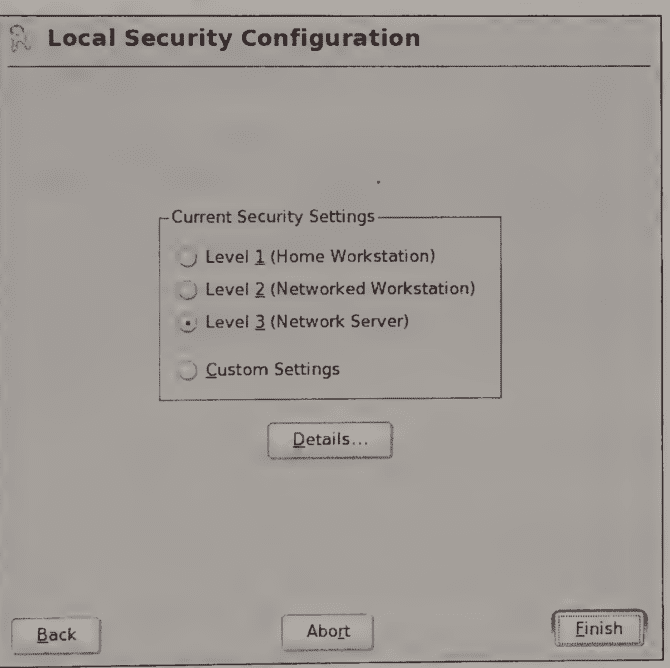 Local Security Configuration
Current Security Settings
Level 1 (Home Workstation)
Level 2 (Networked Workstation)
Level 3 (Network Server)
Custom Settings
Details...
Back Abort Finish